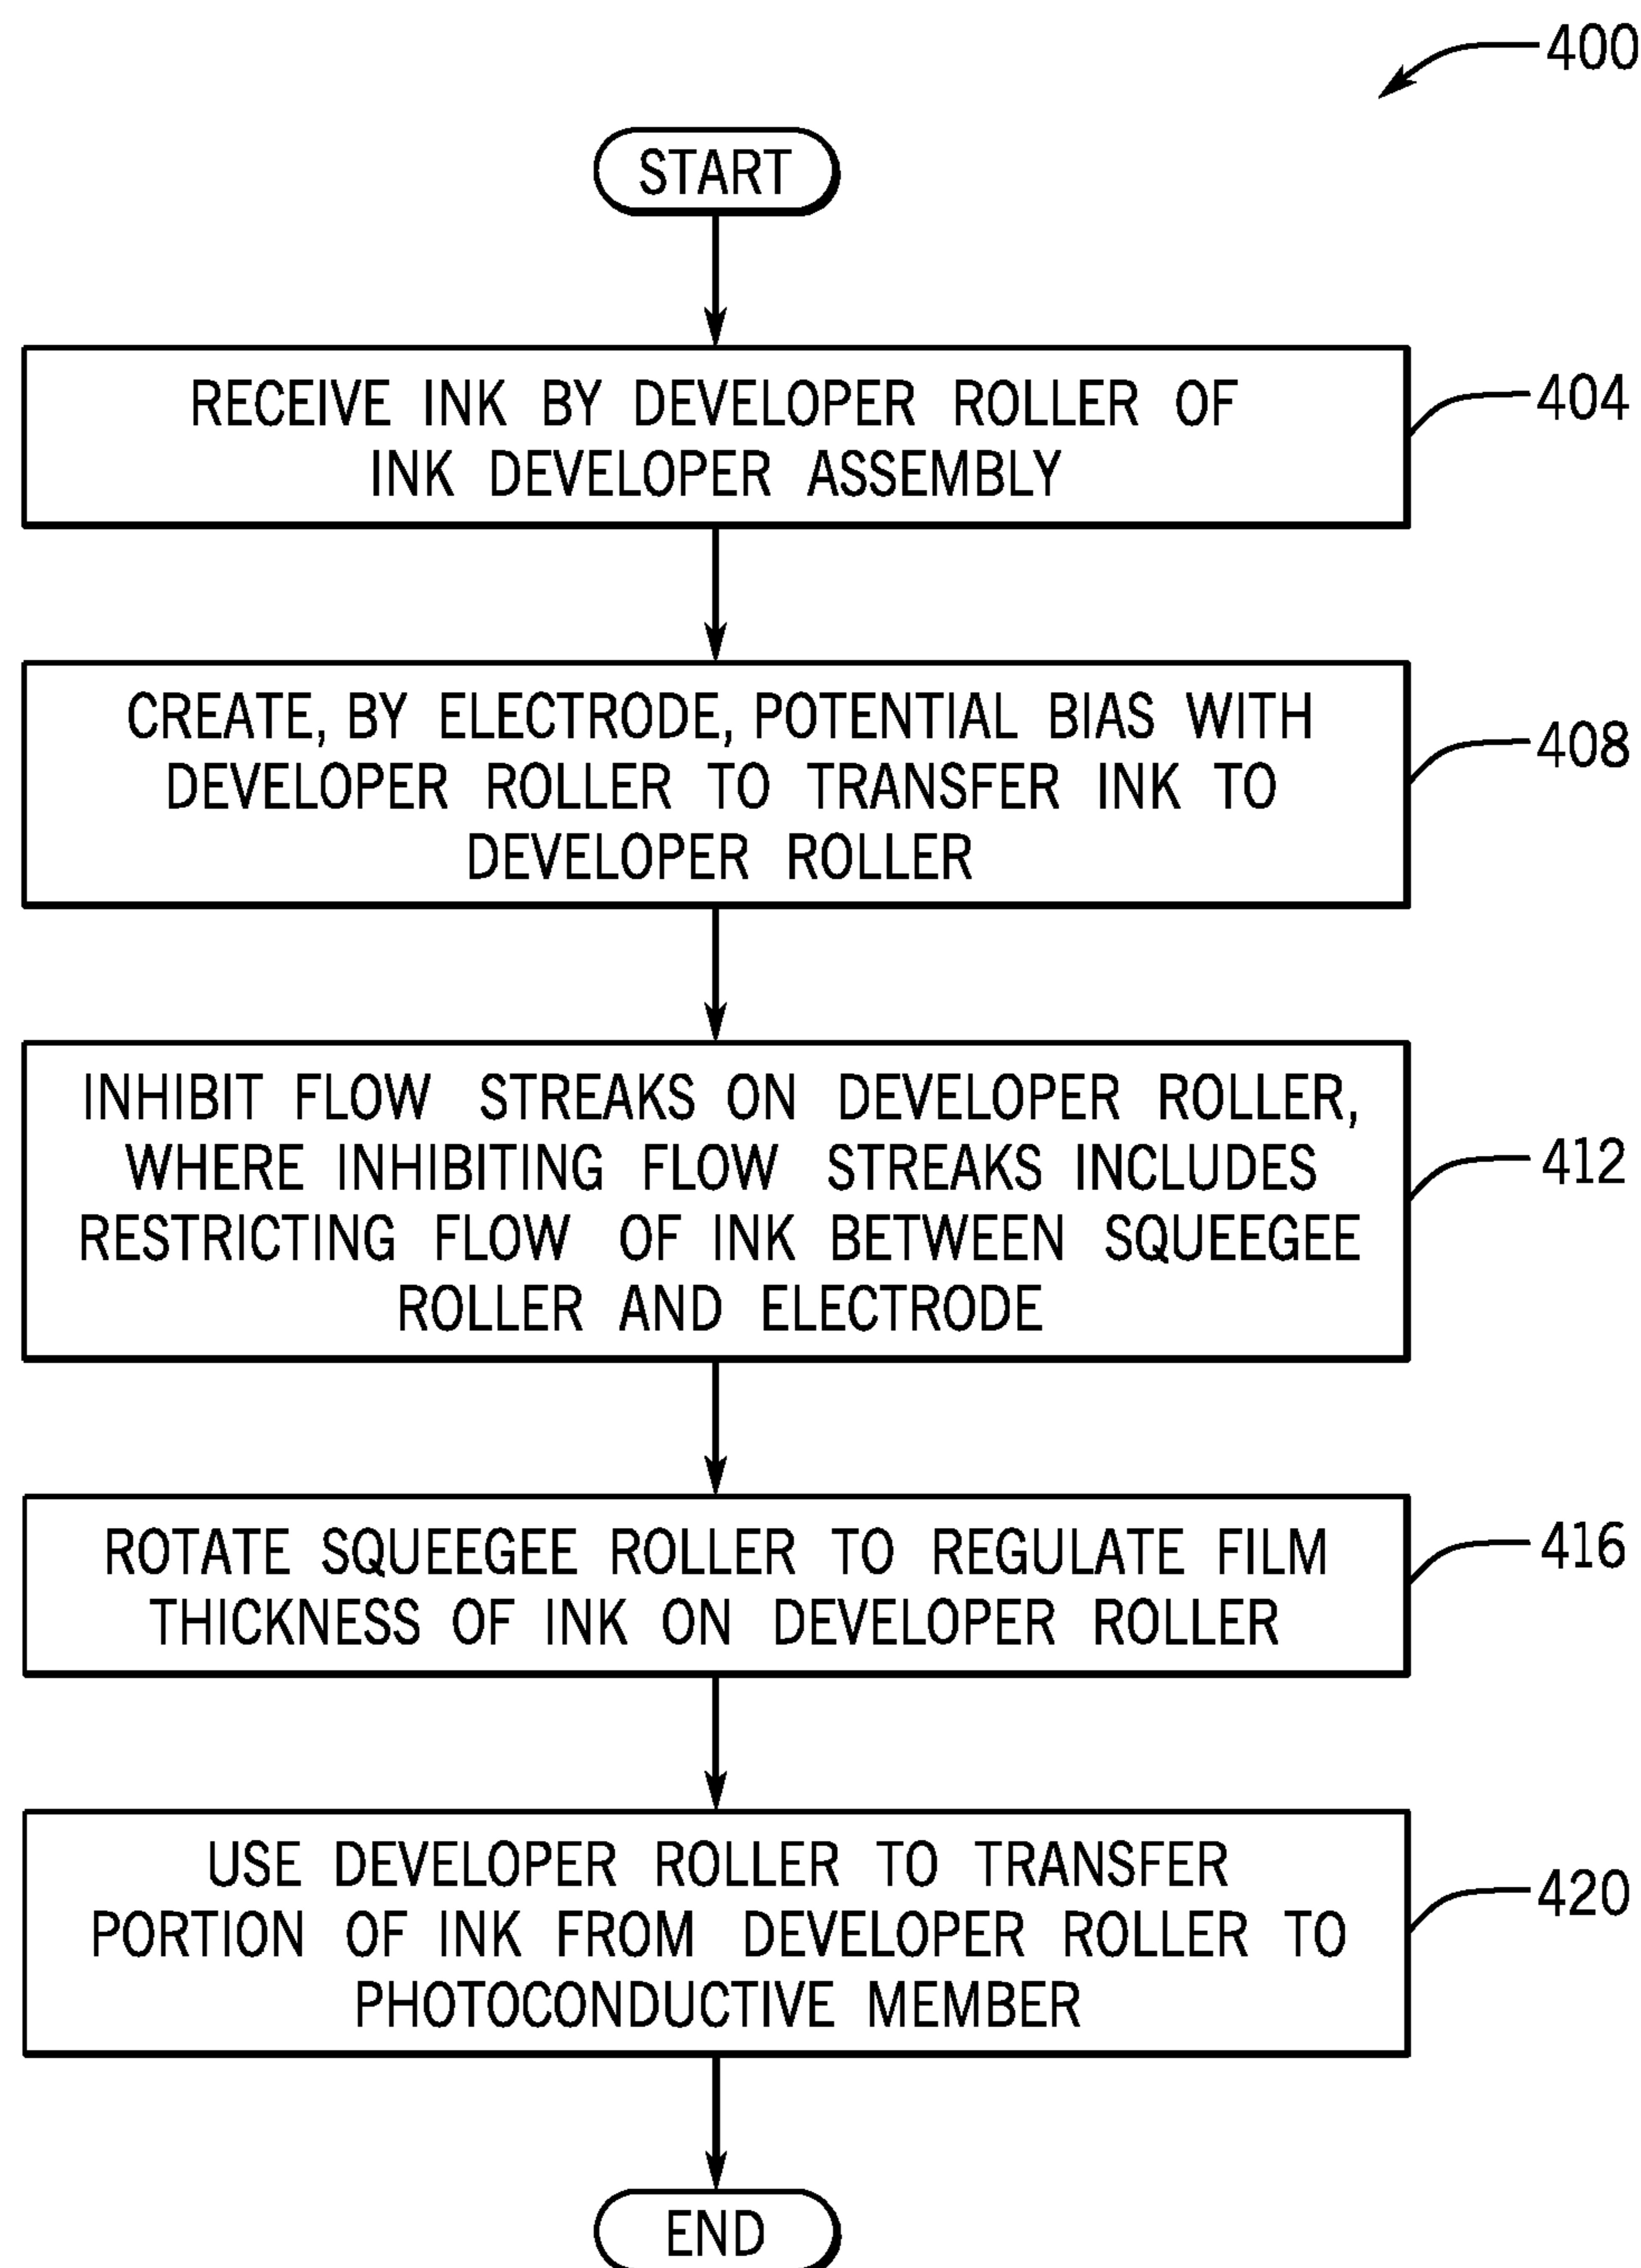 400
START
RECEIVE INK BY DEVELOPER ROLLER OF
INK DEVELOPER ASSEMBLY
404
CREATE, BY ELECTRODE, POTENTIAL BIAS WITH
DEVELOPER ROLLER TO TRANSFER INK TO
DEVELOPER ROLLER
408
INHIBIT FLOW STREAKS ON DEVELOPER ROLLER,
WHERE INHIBITING FLOW STREAKS INCLUDES
RESTRICTING FLOW OF INK BETWEEN SQUEEGEE
ROLLER AND ELECTRODE
412
ROTATE SQUEEGEE ROLLER TO REGULATE FILM
THICKNESS OF INK ON DEVELOPER ROLLER
416
USE DEVELOPER ROLLER TO TRANSFER
PORTION OF INK FROM DEVELOPER ROLLER TO
PHOTOCONDUCTIVE MEMBER
420
END